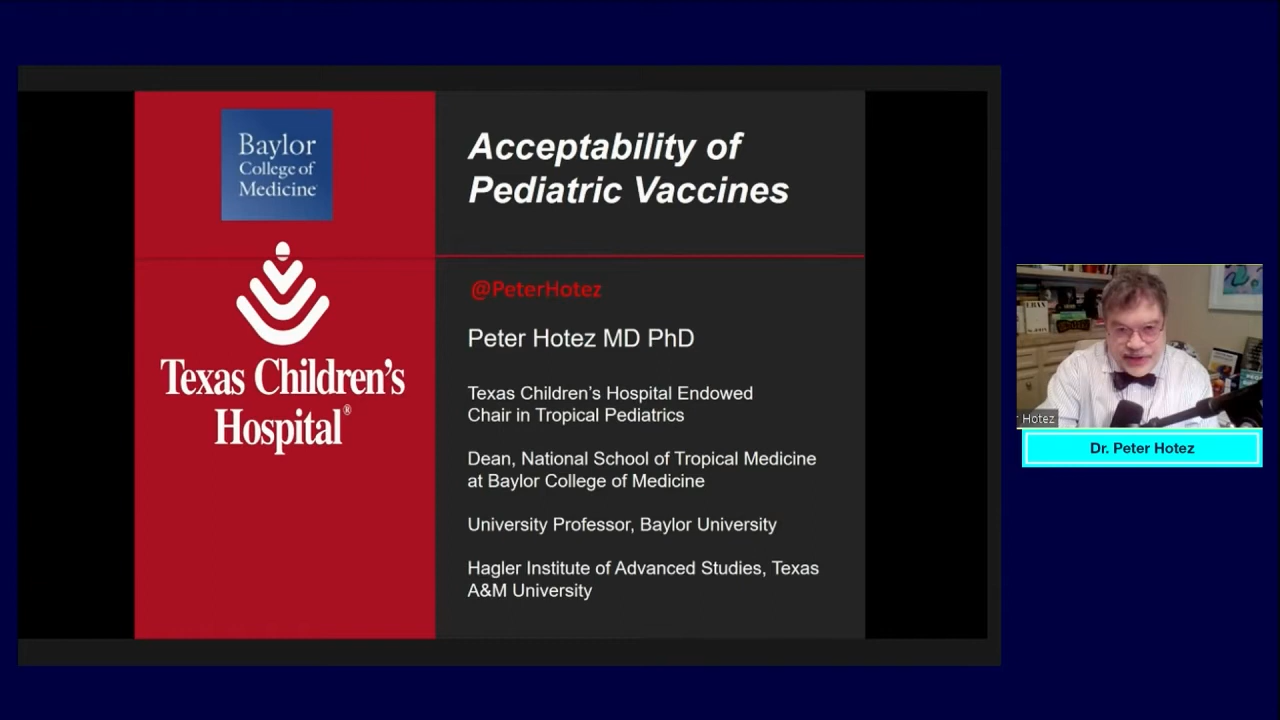 Baylor
College of
Medicine
Texas Children's
Hospital®
Acceptability of
Pediatric Vaccines
@PeterHotez
Peter Hotez MD PhD
Texas Children's Hospital Endowed
Chair in Tropical Pediatrics
Dean, National School of Tropical Medicine
at Baylor College of Medicine
University Professor, Baylor University
Hagler Institute of Advanced Studies, Texas
A&M University
r Hotez
Dr. Peter Hotez